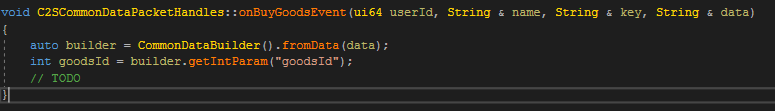 void C2SCommonDataPacketHandles::onBuyGoodsEvent(ui64 userId, String & name, String & key, String & data)
{
    auto builder = CommonDataBuilder().fromData(data);
    int goodsId = builder.getIntParam("goodsId");
    // TODO
}